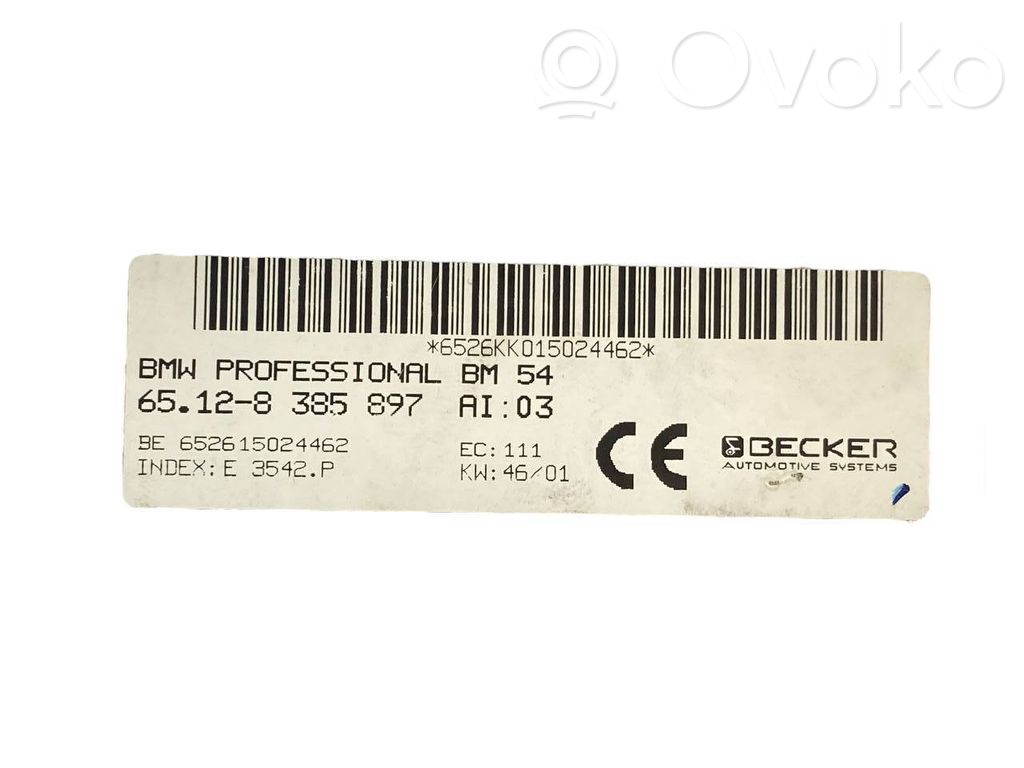 Ovoko
*6526KK015024462*
BMW PROFESSIONAL BM 54
65.12-8 385 897 AI:03
BE 652615024462 EC:111
INDEX:E 3542.P KW:46/01
CE
BECKER
AUTOMOTIVE SYSTEMS